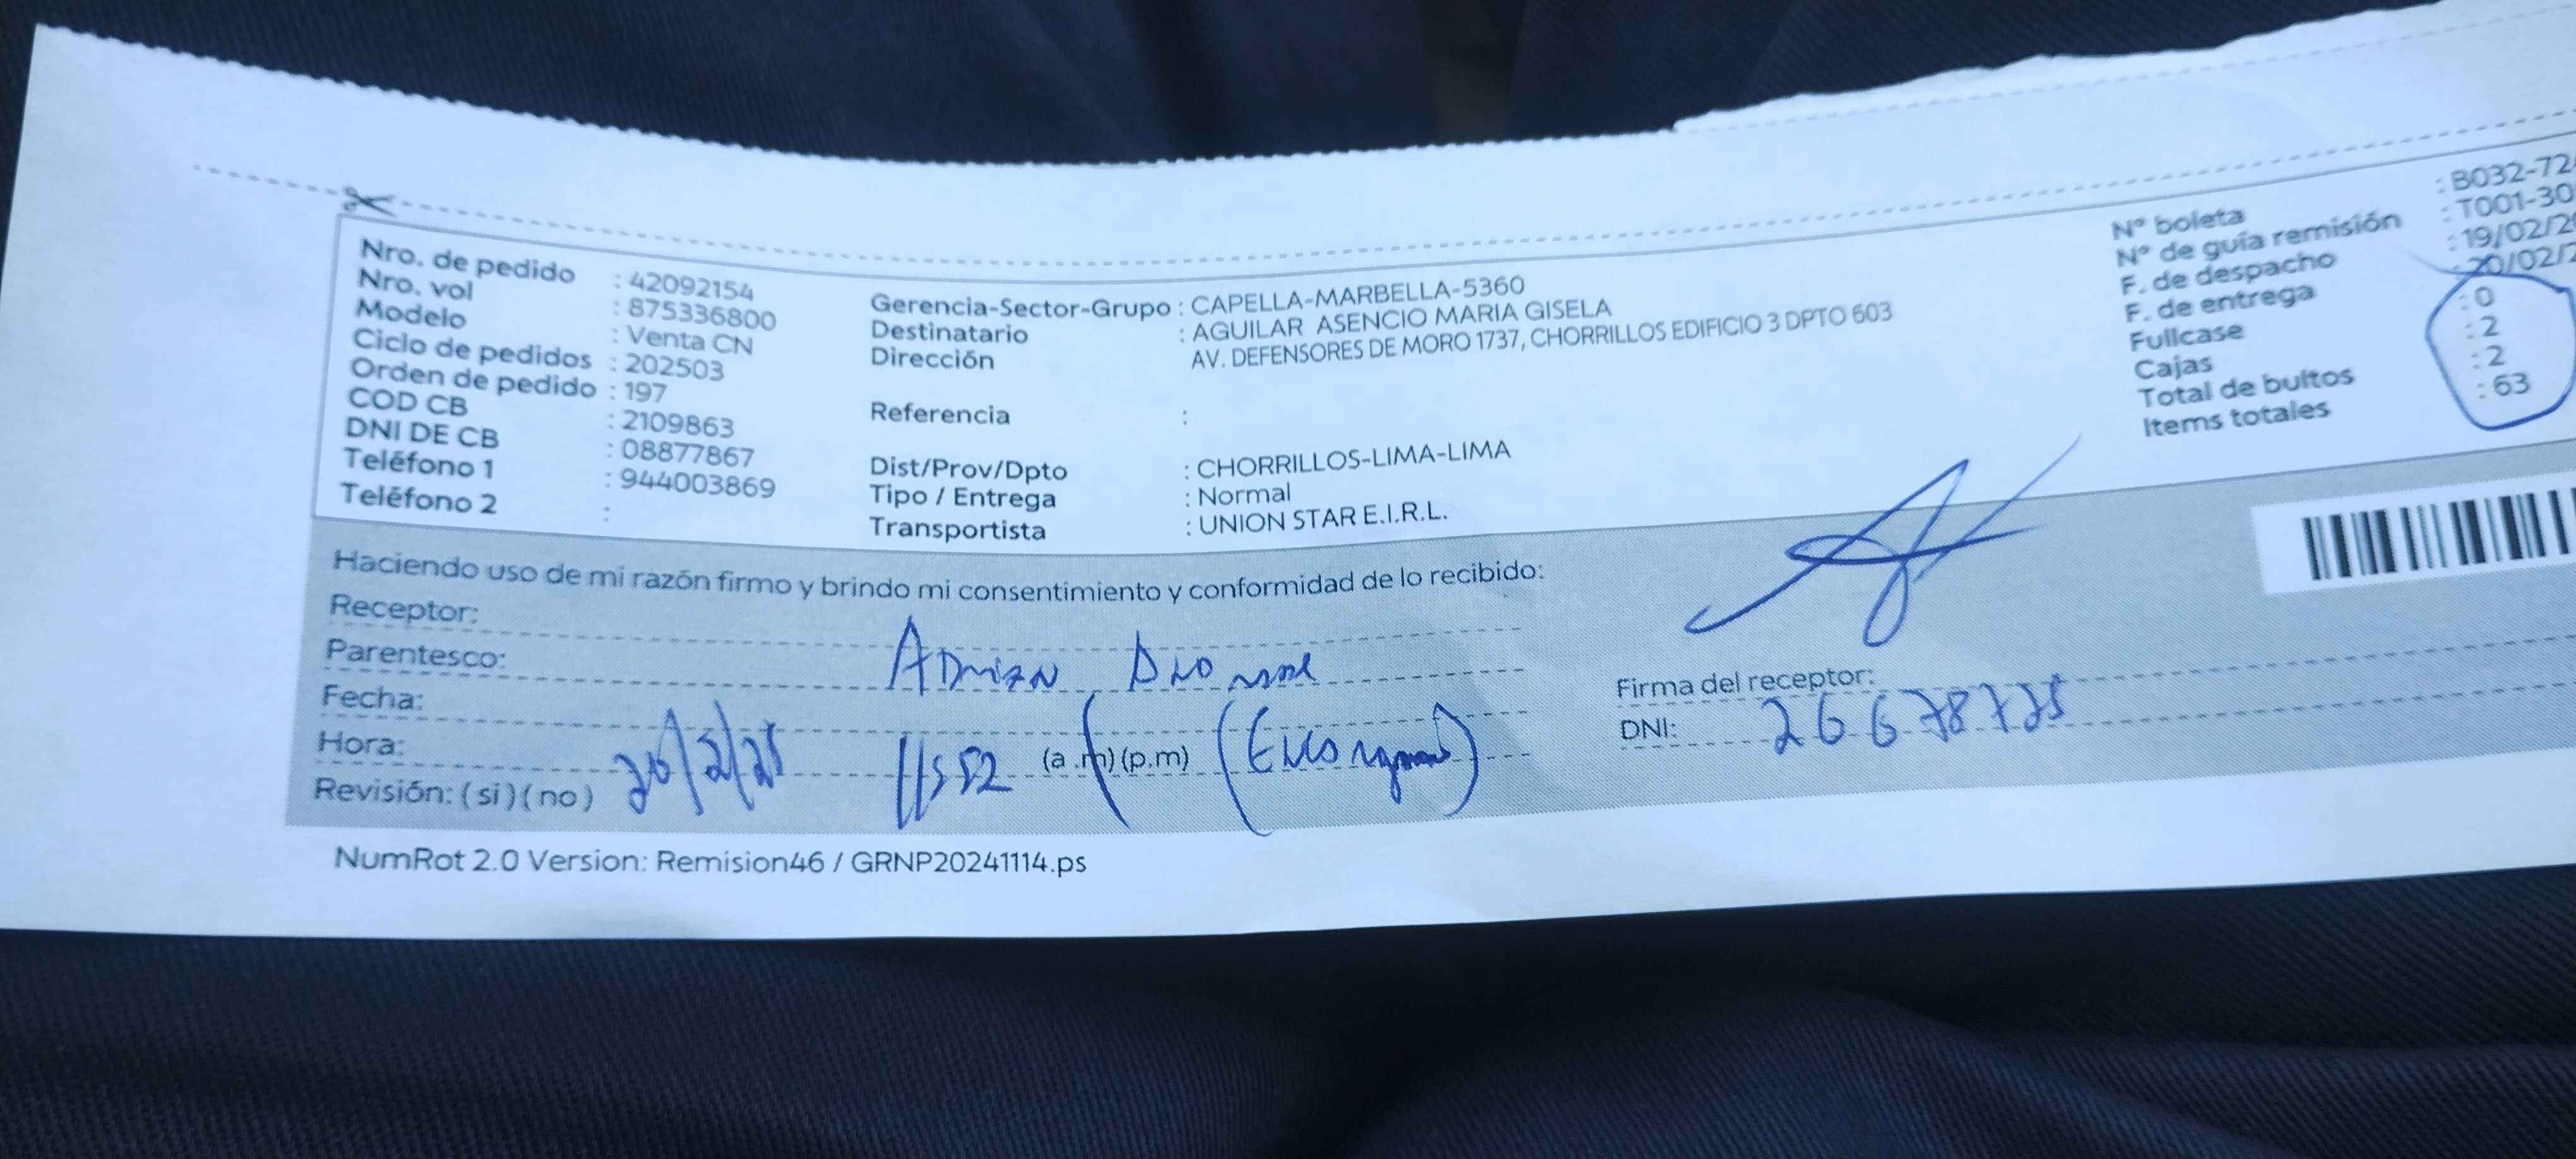 Nro. de pedido : 42092154
Nro. vol : 875336800
Modelo : Venta CN
Ciclo de pedidos : 202503
Orden de pedido : 197
COD CB : 2109863
DNI DE CB : 08877867
Teléfono 1 : 944003869
Teléfono 2 :
Gerencia-Sector-Grupo : CAPELLA-MARBELLA-5360
Destinatario : AGUILAR ASENCIO MARIA GISELA
Dirección AV. DEFENSORES DE MORO 1737, CHORRILLOS EDIFICIO 3 DPTO 603
Referencia :
Dist/Prov/Dpto : CHORRILLOS-LIMA-LIMA
Tipo / Entrega : Normal
Transportista : UNION STAR E.I.R.L.
Nº boleta : B032-72
Nº de guía remisión : T001-30
F. de despacho : 19/02/2
F. de entrega : 20/02/2
Fullcase : 0
Cajas : 2
Total de bultos : 2
Items totales : 63
Haciendo uso de mi razón firmo y brindo mi consentimiento y conformidad de lo recibido:
Receptor:
Parentesco: Adrian
Fecha:
Hora: (a.m)(p.m)
Revisión: (si)(no) 20/2/25
Firma del receptor:
DNI:
NumRot 2.0 Version: Remision46 / GRNP20241114.ps